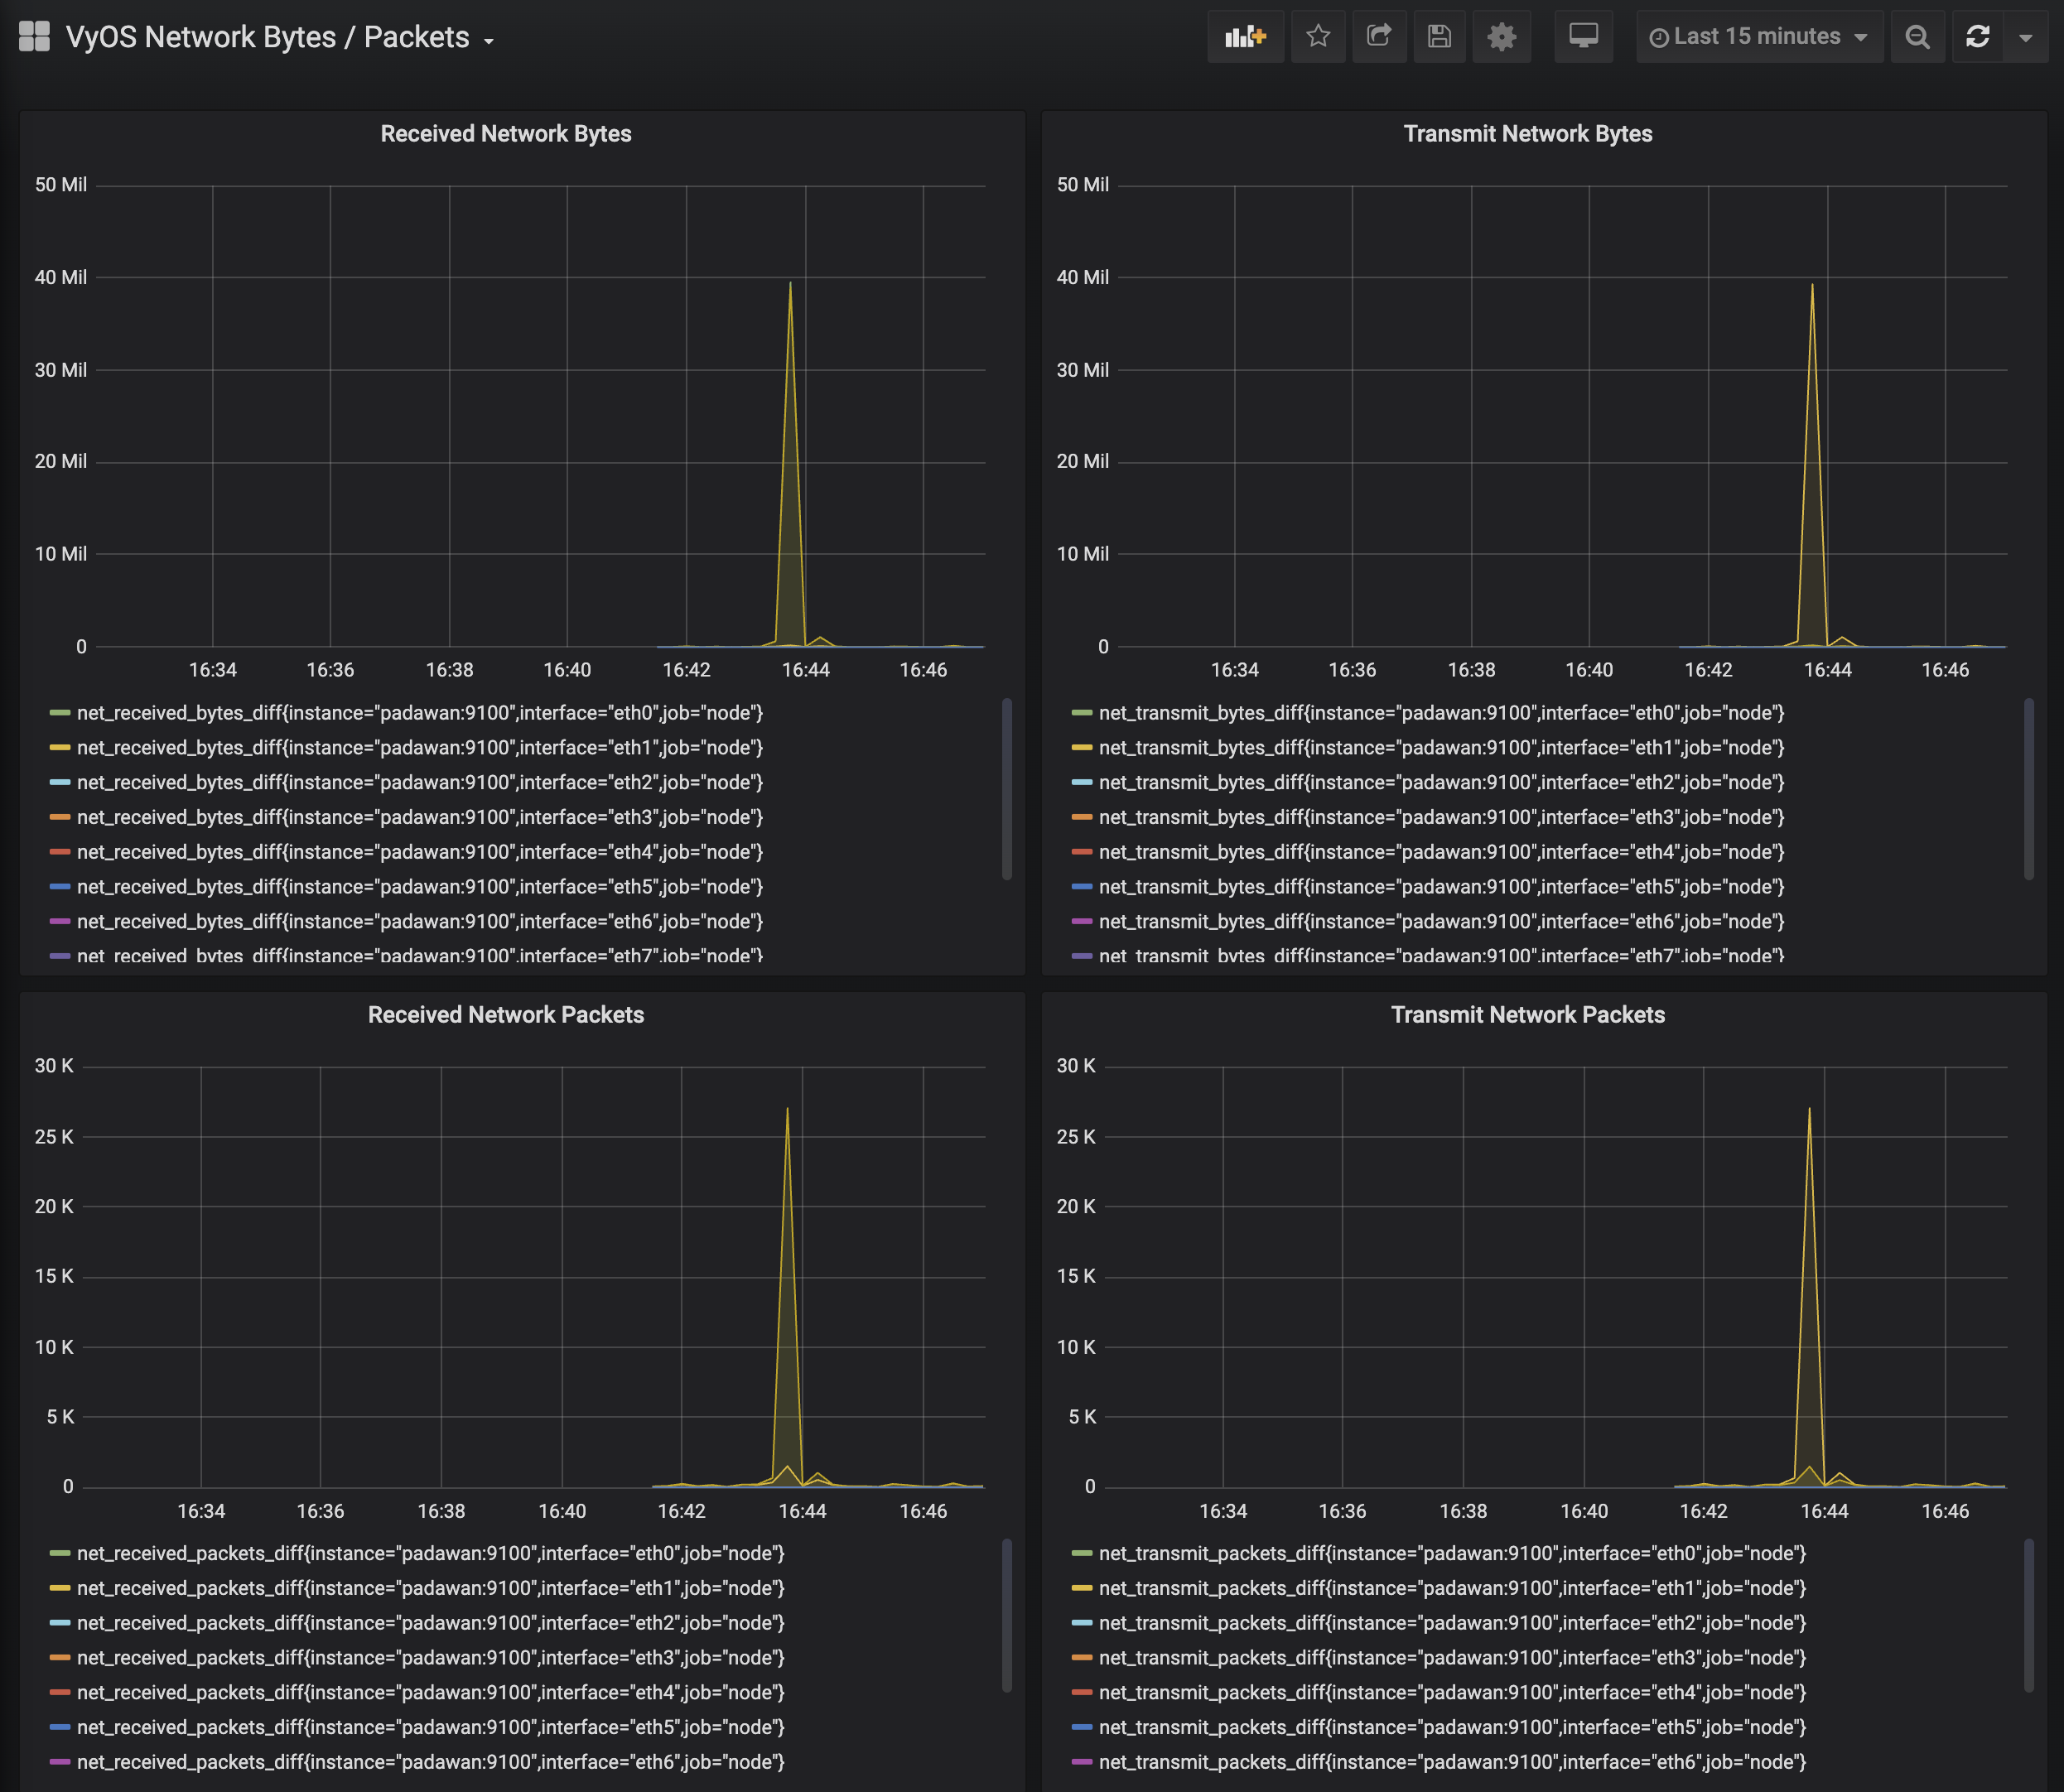 VyOS Network Bytes / Packets
Last 15 minutes
Received Network Bytes
50 Mil
40 Mil
30 Mil
20 Mil
10 Mil
0
16:34 16:36 16:38 16:40 16:42 16:44 16:46
net_received_bytes_diff{instance="padawan:9100",interface="eth0",job="node"}
net_received_bytes_diff{instance="padawan:9100",interface="eth1",job="node"}
net_received_bytes_diff{instance="padawan:9100",interface="eth2",job="node"}
net_received_bytes_diff{instance="padawan:9100",interface="eth3",job="node"}
net_received_bytes_diff{instance="padawan:9100",interface="eth4",job="node"}
net_received_bytes_diff{instance="padawan:9100",interface="eth5",job="node"}
net_received_bytes_diff{instance="padawan:9100",interface="eth6",job="node"}
net_received_bytes_diff{instance="padawan:9100",interface="eth7",job="node"}
Transmit Network Bytes
50 Mil
40 Mil
30 Mil
20 Mil
10 Mil
0
16:34 16:36 16:38 16:40 16:42 16:44 16:46
net_transmit_bytes_diff{instance="padawan:9100",interface="eth0",job="node"}
net_transmit_bytes_diff{instance="padawan:9100",interface="eth1",job="node"}
net_transmit_bytes_diff{instance="padawan:9100",interface="eth2",job="node"}
net_transmit_bytes_diff{instance="padawan:9100",interface="eth3",job="node"}
net_transmit_bytes_diff{instance="padawan:9100",interface="eth4",job="node"}
net_transmit_bytes_diff{instance="padawan:9100",interface="eth5",job="node"}
net_transmit_bytes_diff{instance="padawan:9100",interface="eth6",job="node"}
net_transmit_bytes_diff{instance="padawan:9100",interface="eth7",job="node"}
Received Network Packets
30 K
25 K
20 K
15 K
10 K
5 K
0
16:34 16:36 16:38 16:40 16:42 16:44 16:46
net_received_packets_diff{instance="padawan:9100",interface="eth0",job="node"}
net_received_packets_diff{instance="padawan:9100",interface="eth1",job="node"}
net_received_packets_diff{instance="padawan:9100",interface="eth2",job="node"}
net_received_packets_diff{instance="padawan:9100",interface="eth3",job="node"}
net_received_packets_diff{instance="padawan:9100",interface="eth4",job="node"}
net_received_packets_diff{instance="padawan:9100",interface="eth5",job="node"}
net_received_packets_diff{instance="padawan:9100",interface="eth6",job="node"}
Transmit Network Packets
30 K
25 K
20 K
15 K
10 K
5 K
0
16:34 16:36 16:38 16:40 16:42 16:44 16:46
net_transmit_packets_diff{instance="padawan:9100",interface="eth0",job="node"}
net_transmit_packets_diff{instance="padawan:9100",interface="eth1",job="node"}
net_transmit_packets_diff{instance="padawan:9100",interface="eth2",job="node"}
net_transmit_packets_diff{instance="padawan:9100",interface="eth3",job="node"}
net_transmit_packets_diff{instance="padawan:9100",interface="eth4",job="node"}
net_transmit_packets_diff{instance="padawan:9100",interface="eth5",job="node"}
net_transmit_packets_diff{instance="padawan:9100",interface="eth6",job="node"}